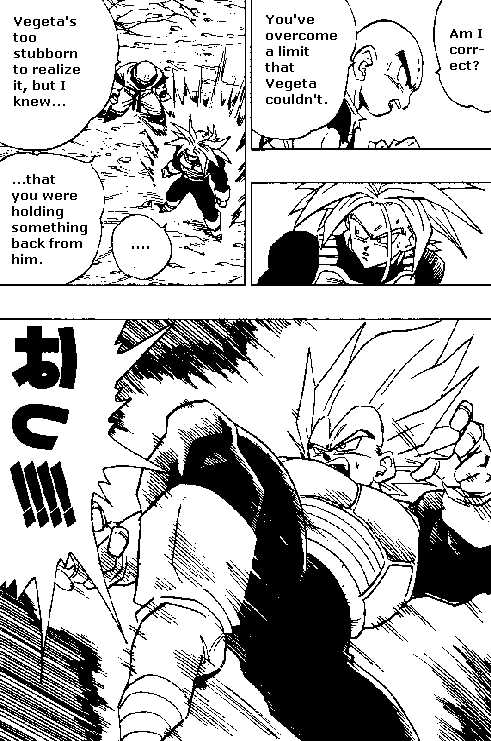 Am I
corr-
ect?
You've
overcome
a limit
that
Vegeta
couldn't.
Vegeta's
too
stubborn
to realize
it, but I
knew...
...that
you were
holding
something
back from
him.
....
はっ!!!!